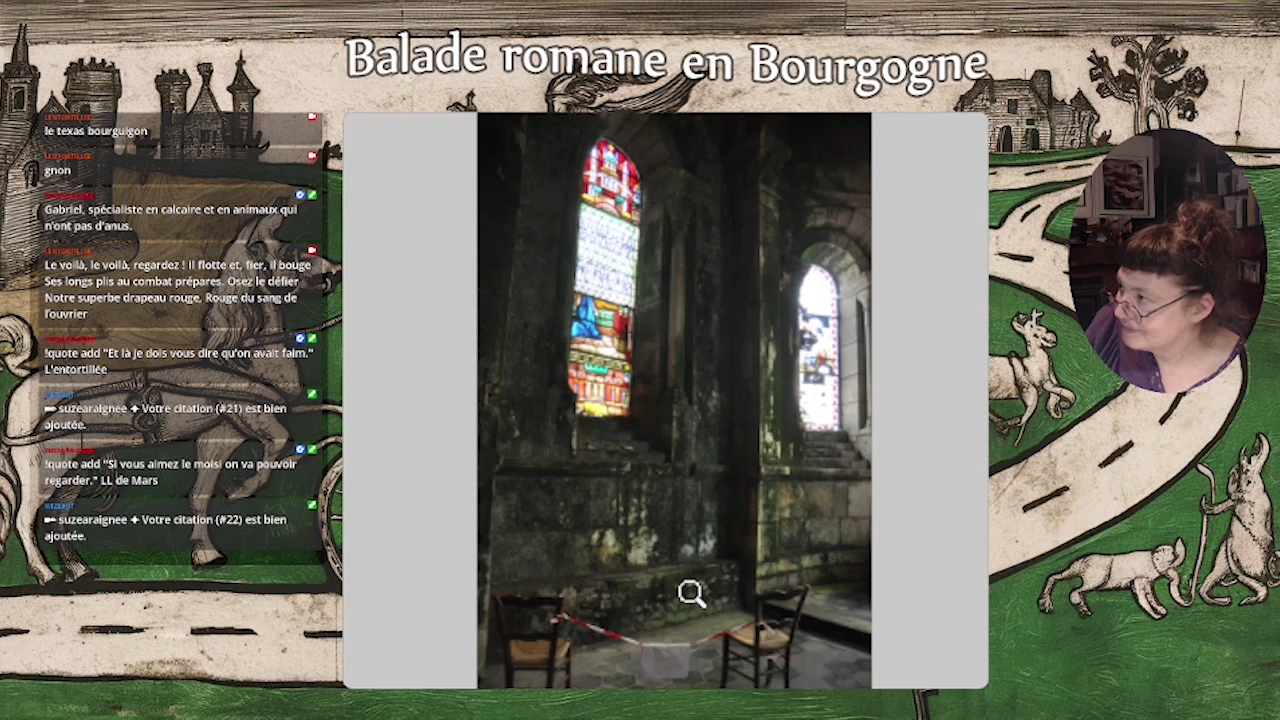 Balade romane en Bourgogne
le texas bourguigon
gnon
Gabriel, spécialiste en calcaire et en animaux qui
n'ont pas d'anus.
Le voilà, le voilà, regardez ! Il flotte et, fier, il bouge
Ses longs plis au combat prépares. Osez le défier
Notre superbe drapeau rouge, Rouge du sang de
l'ouvrier
!quote add "Et là je dois vous dire qu'on avait faim."
L'entortillée
suzearaignee ✦ Votre citation (#21) est bien
ajoutée.
!quote add "Si vous aimez le moisi on va pouvoir
regarder." LL de Mars
WIZEBOT
suzearaignee ✦ Votre citation (#22) est bien
ajoutée.